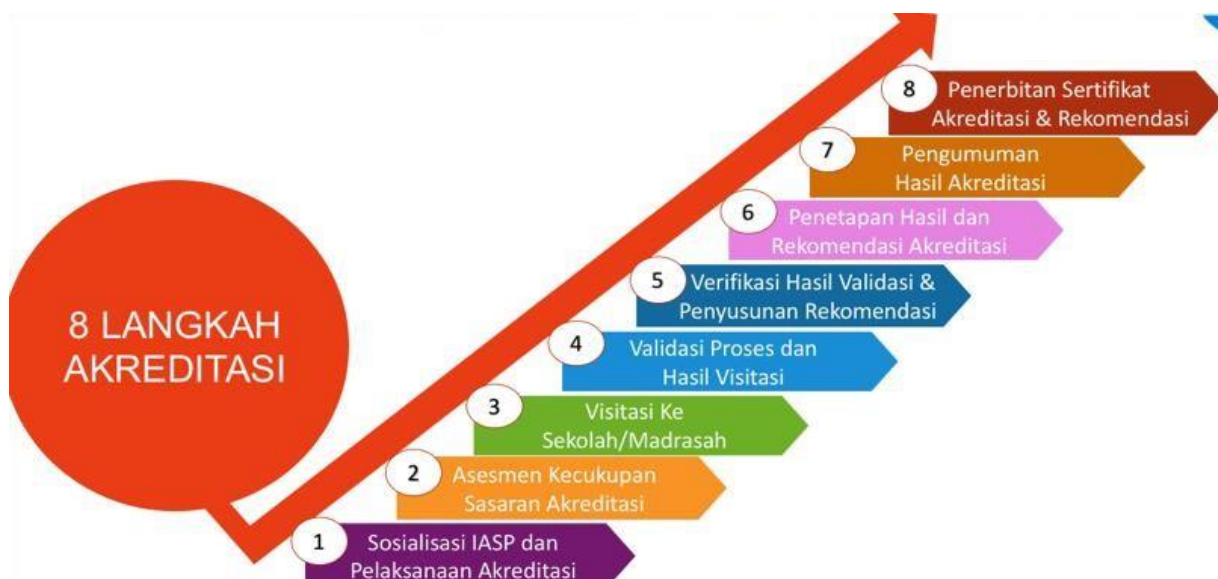 8 LANGKAH
AKREDITASI
8
Penerbitan Sertifikat
Akreditasi & Rekomendasi
7
Pengumuman
Hasil Akreditasi
6
Penetapan Hasil dan
Rekomendasi Akreditasi
5
Verifikasi Hasil Validasi &
Penyusunan Rekomendasi
4
Validasi Proses dan
Hasil Visitasi
3
Visitasi Ke
Sekolah/Madrasah
2
Asesmen Kecukupan
Sasaran Akreditasi
1
Sosialisasi IASP dan
Pelaksanaan Akreditasi